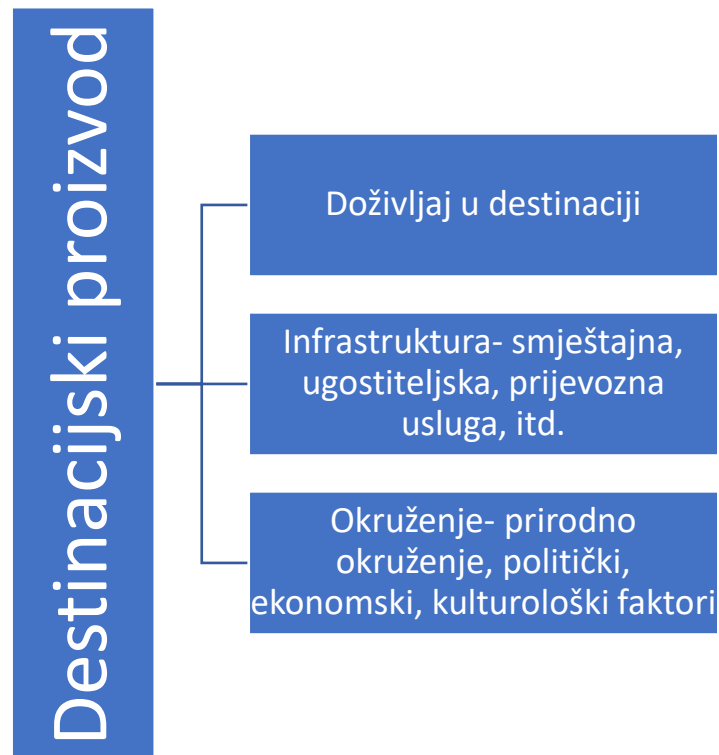 Destinacijski proizvod
Doživljaj u destinaciji
Infrastruktura- smještajna,
ugostiteljska, prijevozna
usluga, itd.
Okruženje- prirodno
okruženje, politički,
ekonomski, kulturološki faktori